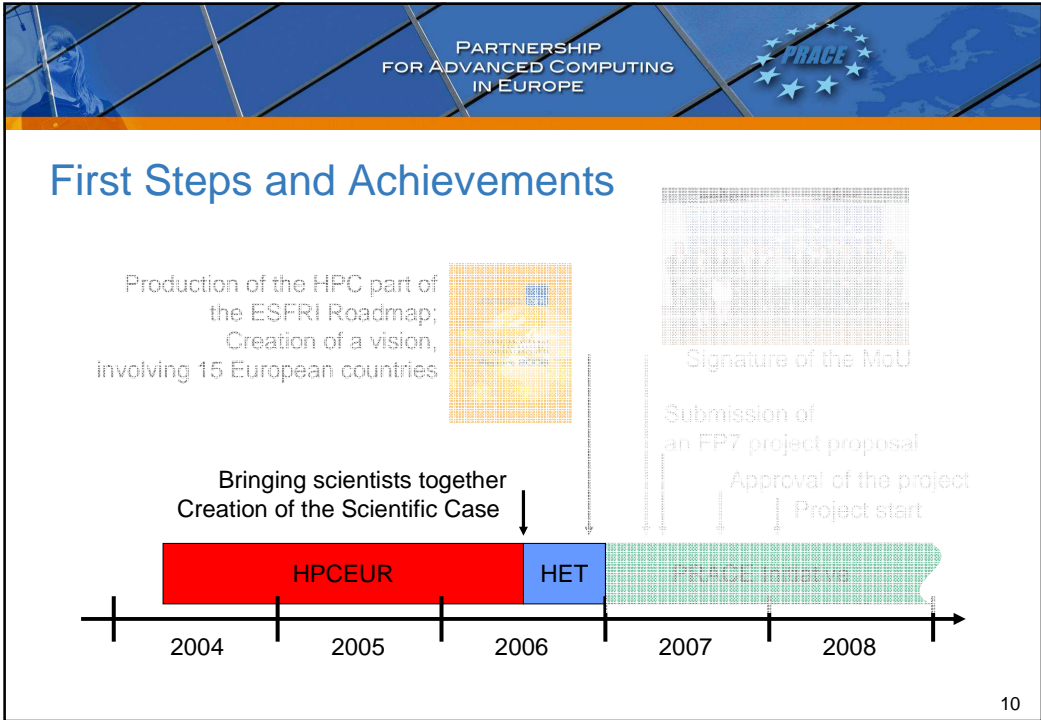 PARTNERSHIP
FOR ADVANCED COMPUTING
IN EUROPE
PRACE
First Steps and Achievements
Production of the HPC part of
the ESFRI Roadmap;
Creation of a vision,
involving 15 European countries
Signature of the MoU
Submission of
an FP7 project proposal
Approval of the project
Project start
Bringing scientists together
Creation of the Scientific Case
HPCEUR
HET
PRACE Initiative
2004
2005
2006
2007
2008
10